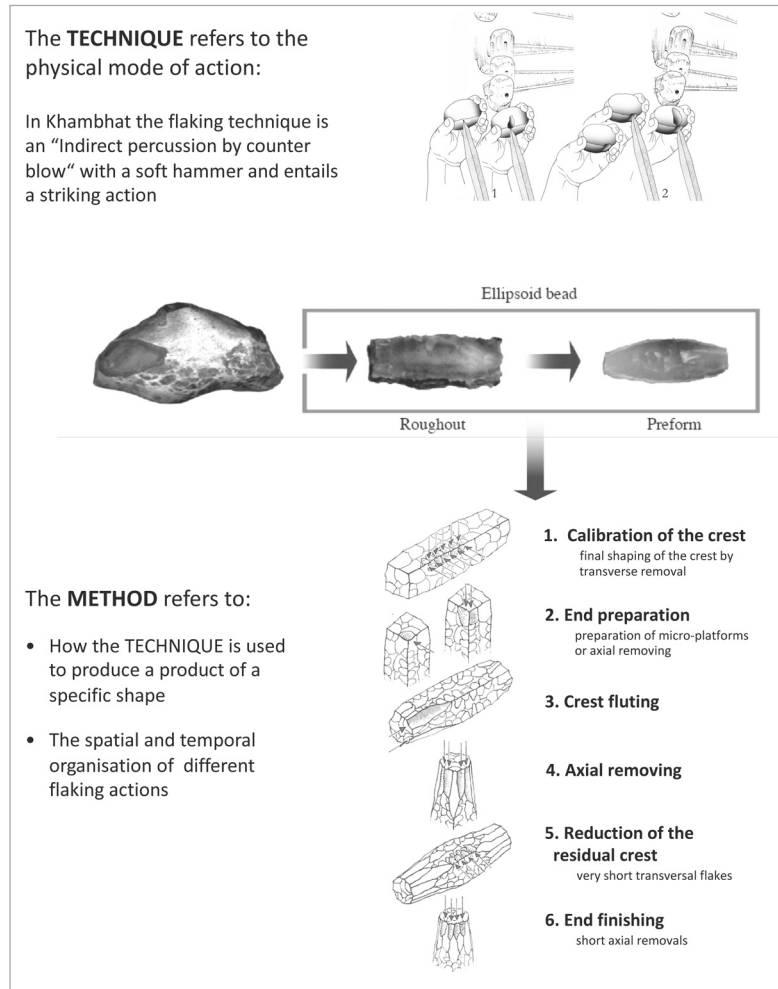 The TECHNIQUE refers to the
physical mode of action:
In Khambhat the flaking technique is
an “Indirect percussion by counter
blow“ with a soft hammer and entails
a striking action
1
2
Ellipsoid bead
Roughout
Preform
The METHOD refers to:
• How the TECHNIQUE is used
to produce a product of a
specific shape
• The spatial and temporal
organisation of different
flaking actions
1. Calibration of the crest
final shaping of the crest by
transverse removal
2. End preparation
preparation of micro-platforms
or axial removing
3. Crest fluting
4. Axial removing
5. Reduction of the
residual crest
very short transversal flakes
6. End finishing
short axial removals